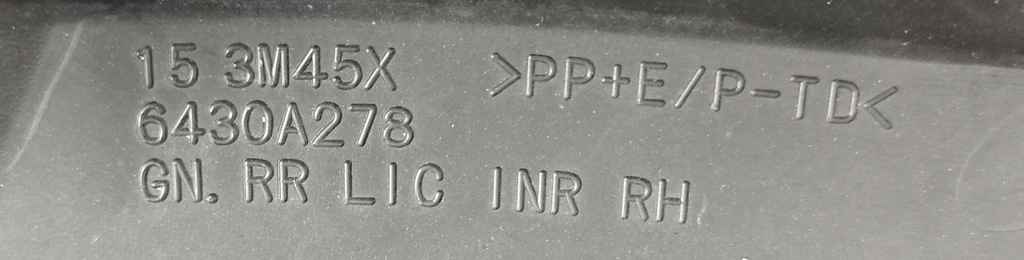 15 3M45X >PP+E/P-TD<
6430A278
GN. RR LIC INR RH